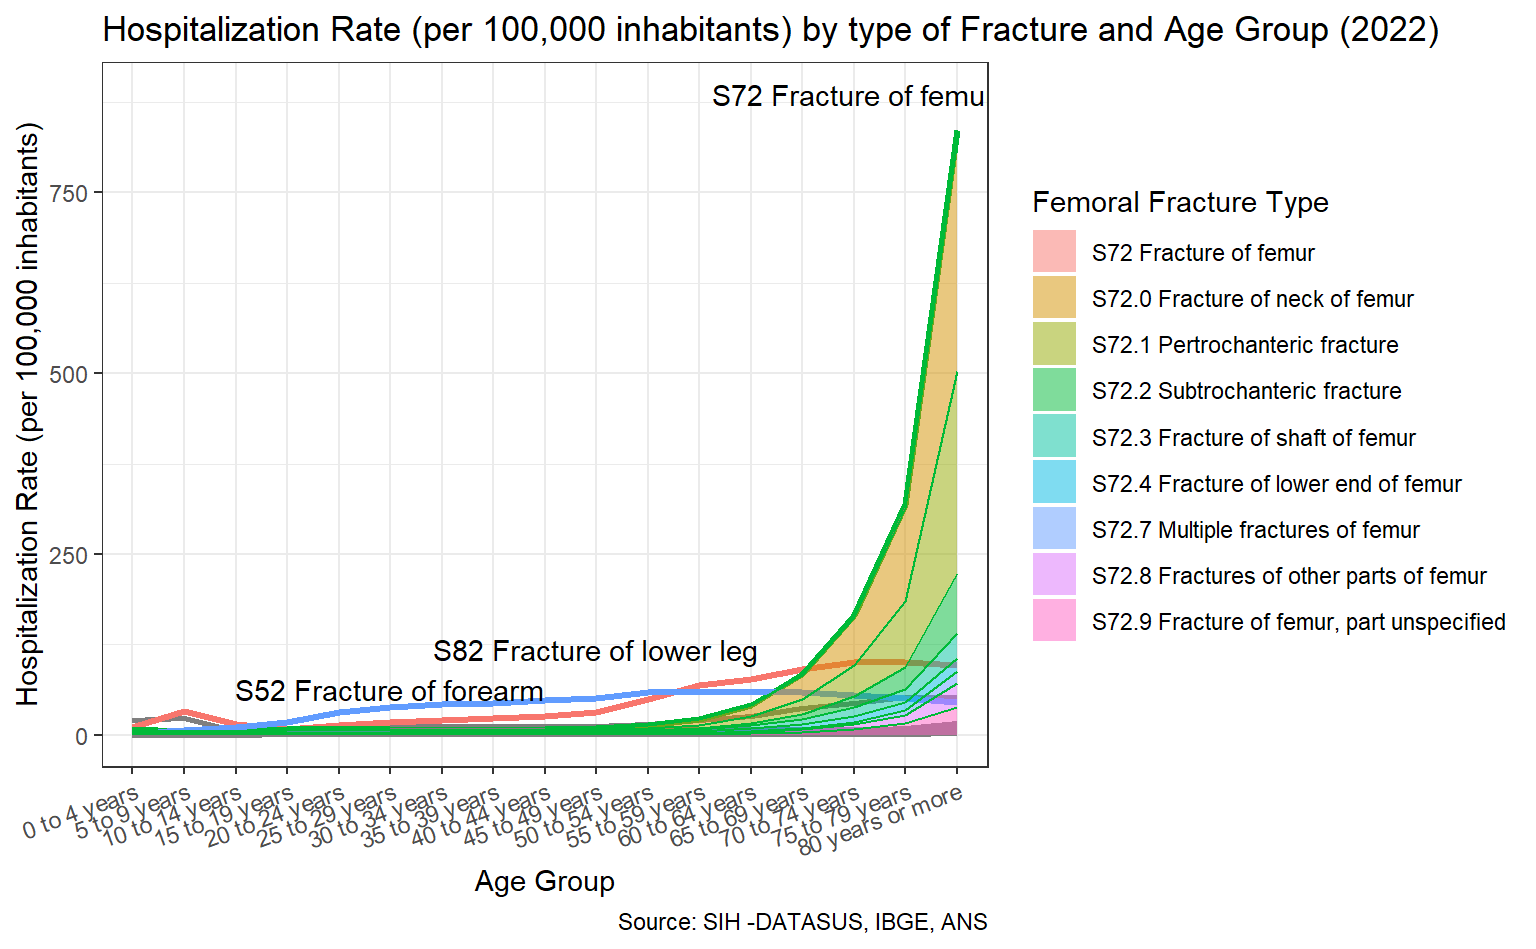 Hospitalization Rate (per 100,000 inhabitants) by type of Fracture and Age Group (2022)
Hospitalization Rate (per 100,000 inhabitants)
750
500
250
0
S72 Fracture of femu
S82 Fracture of lower leg
S52 Fracture of forearm
0 to 4 years
5 to 9 years
10 to 14 years
15 to 19 years
20 to 24 years
25 to 29 years
30 to 34 years
35 to 39 years
40 to 44 years
45 to 49 years
50 to 54 years
55 to 59 years
60 to 64 years
65 to 69 years
70 to 74 years
75 to 79 years
80 years or more
Age Group
Source: SIH -DATASUS, IBGE, ANS
Femoral Fracture Type
S72 Fracture of femur
S72.0 Fracture of neck of femur
S72.1 Pertrochanteric fracture
S72.2 Subtrochanteric fracture
S72.3 Fracture of shaft of femur
S72.4 Fracture of lower end of femur
S72.7 Multiple fractures of femur
S72.8 Fractures of other parts of femur
S72.9 Fracture of femur, part unspecified